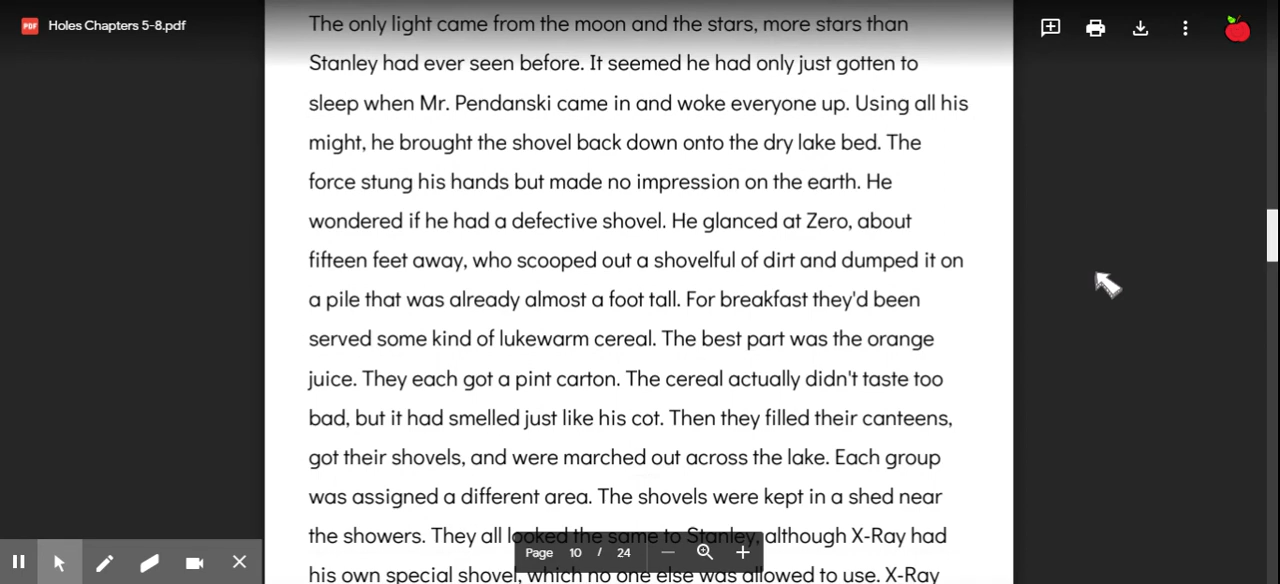 PDF
Holes Chapters 5-8.pdf
The only light came from the moon and the stars, more stars than
Stanley had ever seen before. It seemed he had only just gotten to
sleep when Mr. Pendanski came in and woke everyone up. Using all his
might, he brought the shovel back down onto the dry lake bed. The
force stung his hands but made no impression on the earth. He
wondered if he had a defective shovel. He glanced at Zero, about
fifteen feet away, who scooped out a shovelful of dirt and dumped it on
a pile that was already almost a foot tall. For breakfast they'd been
served some kind of lukewarm cereal. The best part was the orange
juice. They each got a pint carton. The cereal actually didn't taste too
bad, but it had smelled just like his cot. Then they filled their canteens,
got their shovels, and were marched out across the lake. Each group
was assigned a different area. The shovels were kept in a shed near
the showers. They all looked the same to Stanley, although X-Ray had
his own special shovel, which no one else was allowed to use. X-Ray
Page 10 / 24